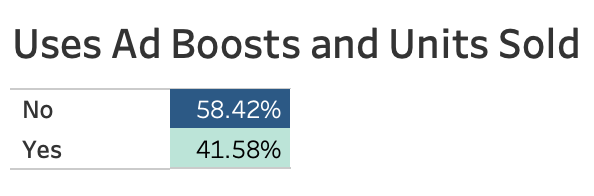 Uses Ad Boosts and Units Sold
No 58.42%
Yes 41.58%